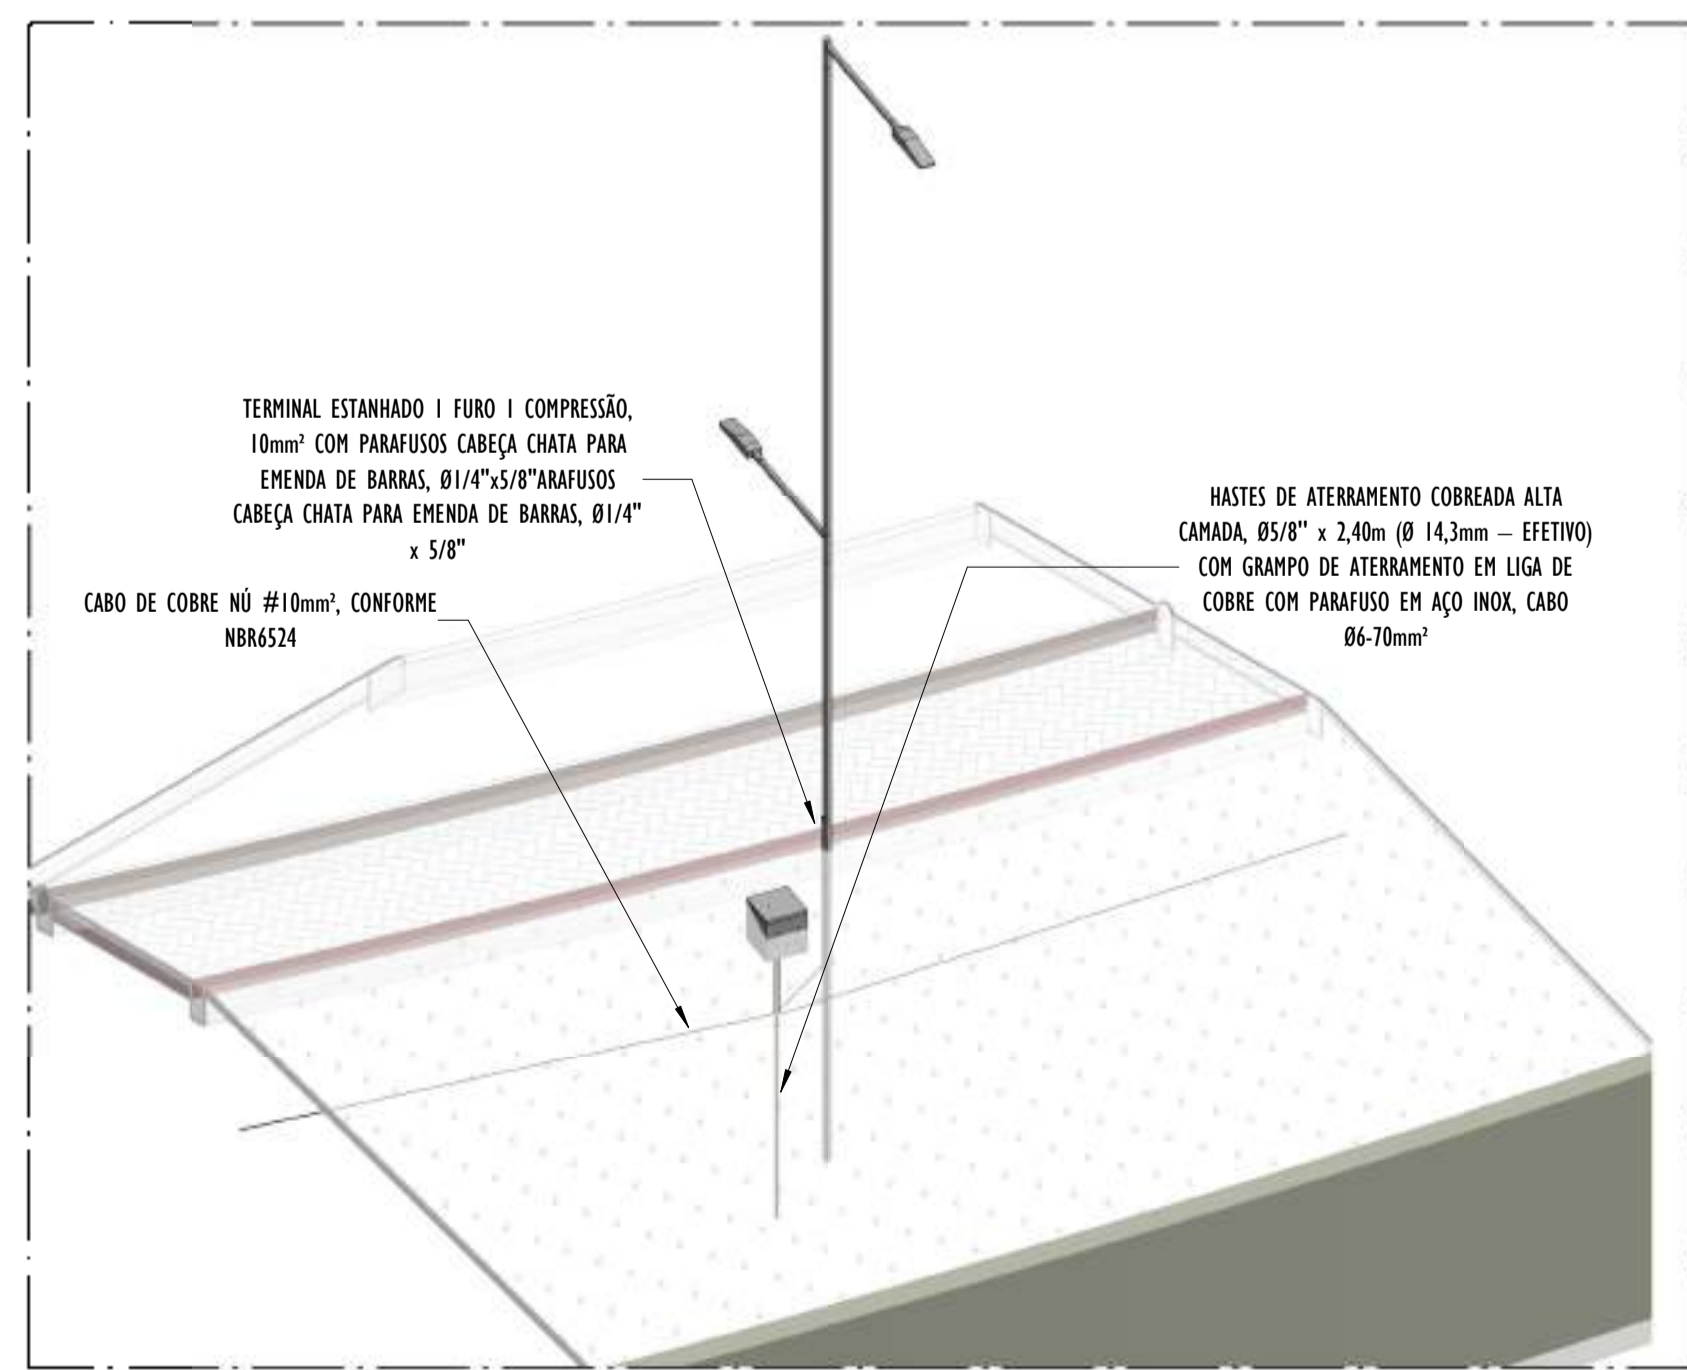 TERMINAL ESTANHADO 1 FURO 1 COMPRESSÃO,
10mm² COM PARAFUSOS CABEÇA CHATA PARA
EMENDA DE BARRAS, Ø1/4"x5/8"ARAFUSOS
CABEÇA CHATA PARA EMENDA DE BARRAS, Ø1/4"
x 5/8"
CABO DE COBRE NÚ #10mm², CONFORME
NBR6524
HASTES DE ATERRAMENTO COBREADA ALTA
CAMADA, Ø5/8" x 2,40m (Ø 14,3mm – EFETIVO)
COM GRAMPO DE ATERRAMENTO EM LIGA DE
COBRE COM PARAFUSO EM AÇO INOX, CABO
Ø6-70mm²